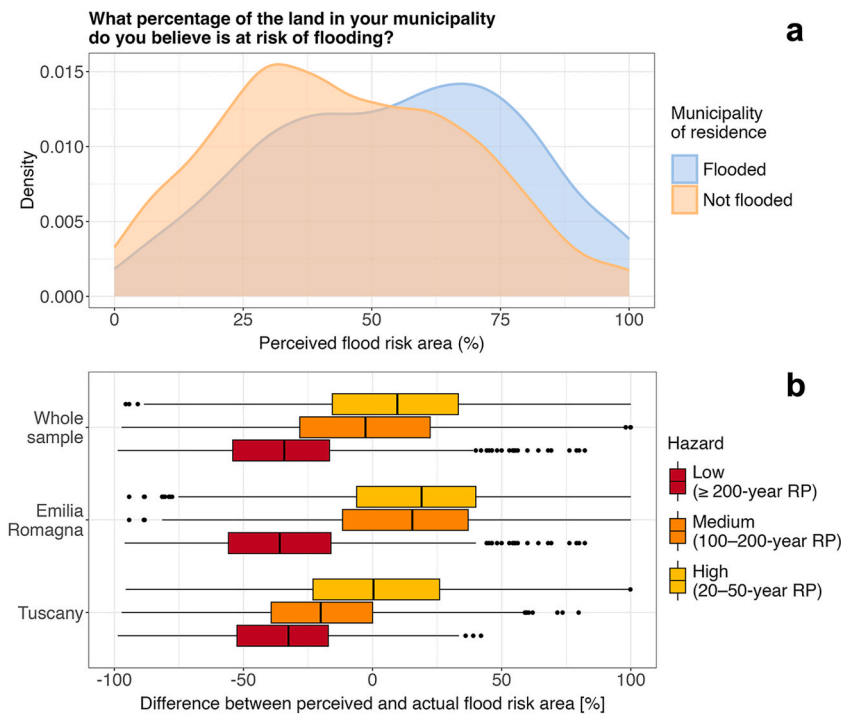 What percentage of the land in your municipality
do you believe is at risk of flooding?
a
0.015
0.010
0.005
0.000
Density
0
25
50
75
100
Perceived flood risk area (%)
Municipality
of residence
Flooded
Not flooded
b
Whole
sample
Emilia
Romagna
Tuscany
-100
-50
0
50
100
Difference between perceived and actual flood risk area [%]
Hazard
Low
(≥ 200-year RP)
Medium
(100–200-year RP)
High
(20–50-year RP)